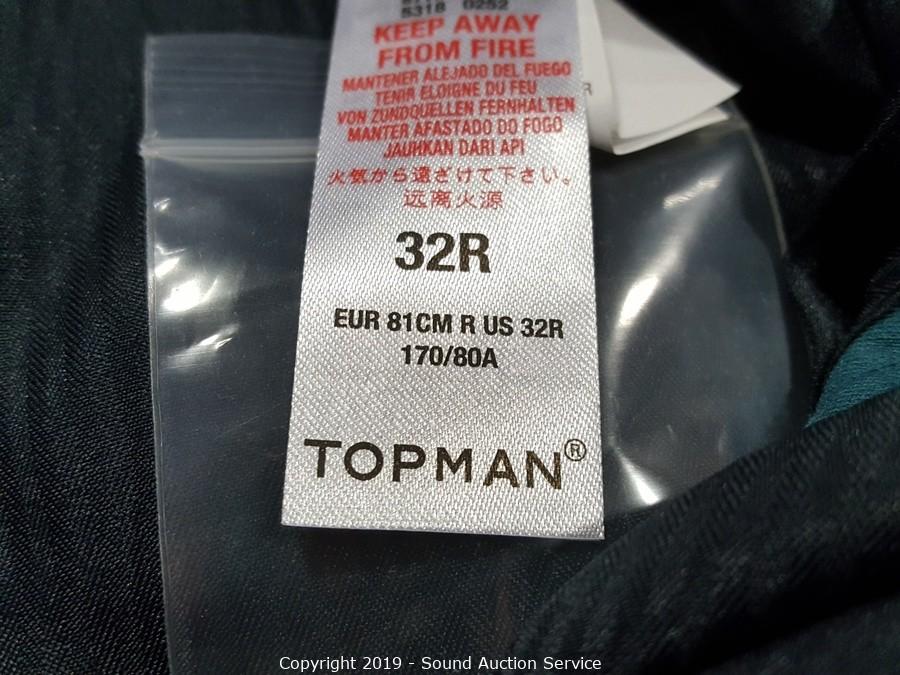 5318 0252
KEEP AWAY
FROM FIRE
MANTENER ALEJADO DEL FUEGO
TENIR ELOIGNE DU FEU
VON ZUNDQUELLEN FERNHALTEN
MANTER AFASTADO DO FOGO
JAUHKAN DARI API
火気から遠ざけて下さい。
远离火源
32R
EUR 81CM R US 32R
170/80A
TOPMAN®
R
Copyright 2019 - Sound Auction Service